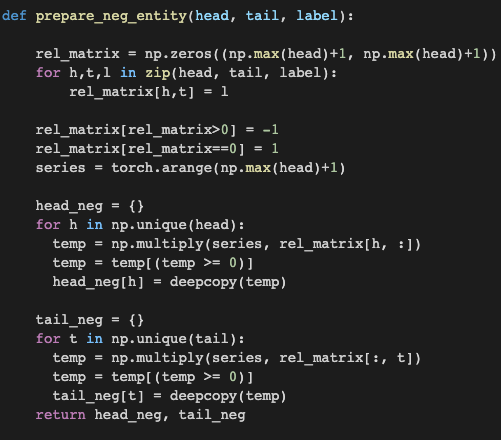 def prepare_neg_entity(head, tail, label):
rel_matrix = np.zeros((np.max(head)+1, np.max(head)+1))
for h,t,l in zip(head, tail, label):
rel_matrix[h,t] = l
rel_matrix[rel_matrix>0] = -1
rel_matrix[rel_matrix==0] = 1
series = torch.arange(np.max(head)+1)
head_neg = {}
for h in np.unique(head):
temp = np.multiply(series, rel_matrix[h, :])
temp = temp[(temp >= 0)]
head_neg[h] = deepcopy(temp)
tail_neg = {}
for t in np.unique(tail):
temp = np.multiply(series, rel_matrix[:, t])
temp = temp[(temp >= 0)]
tail_neg[t] = deepcopy(temp)
return head_neg, tail_neg